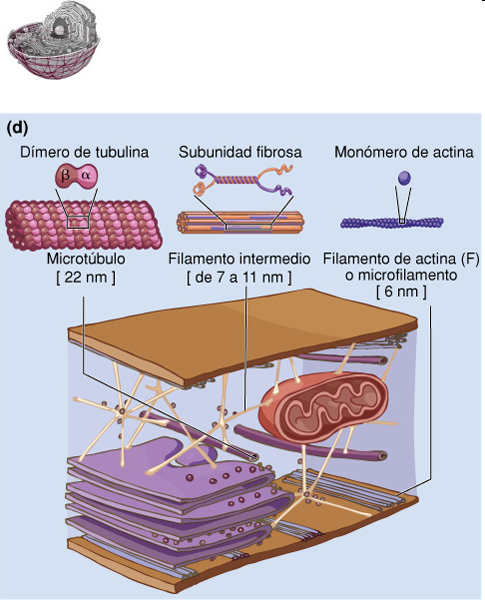 (d)
Dímero de tubulina
β α
Microtúbulo
[ 22 nm ]
Subunidad fibrosa
Filamento intermedio
[ de 7 a 11 nm ]
Monómero de actina
Filamento de actina (F)
o microfilamento
[ 6 nm ]